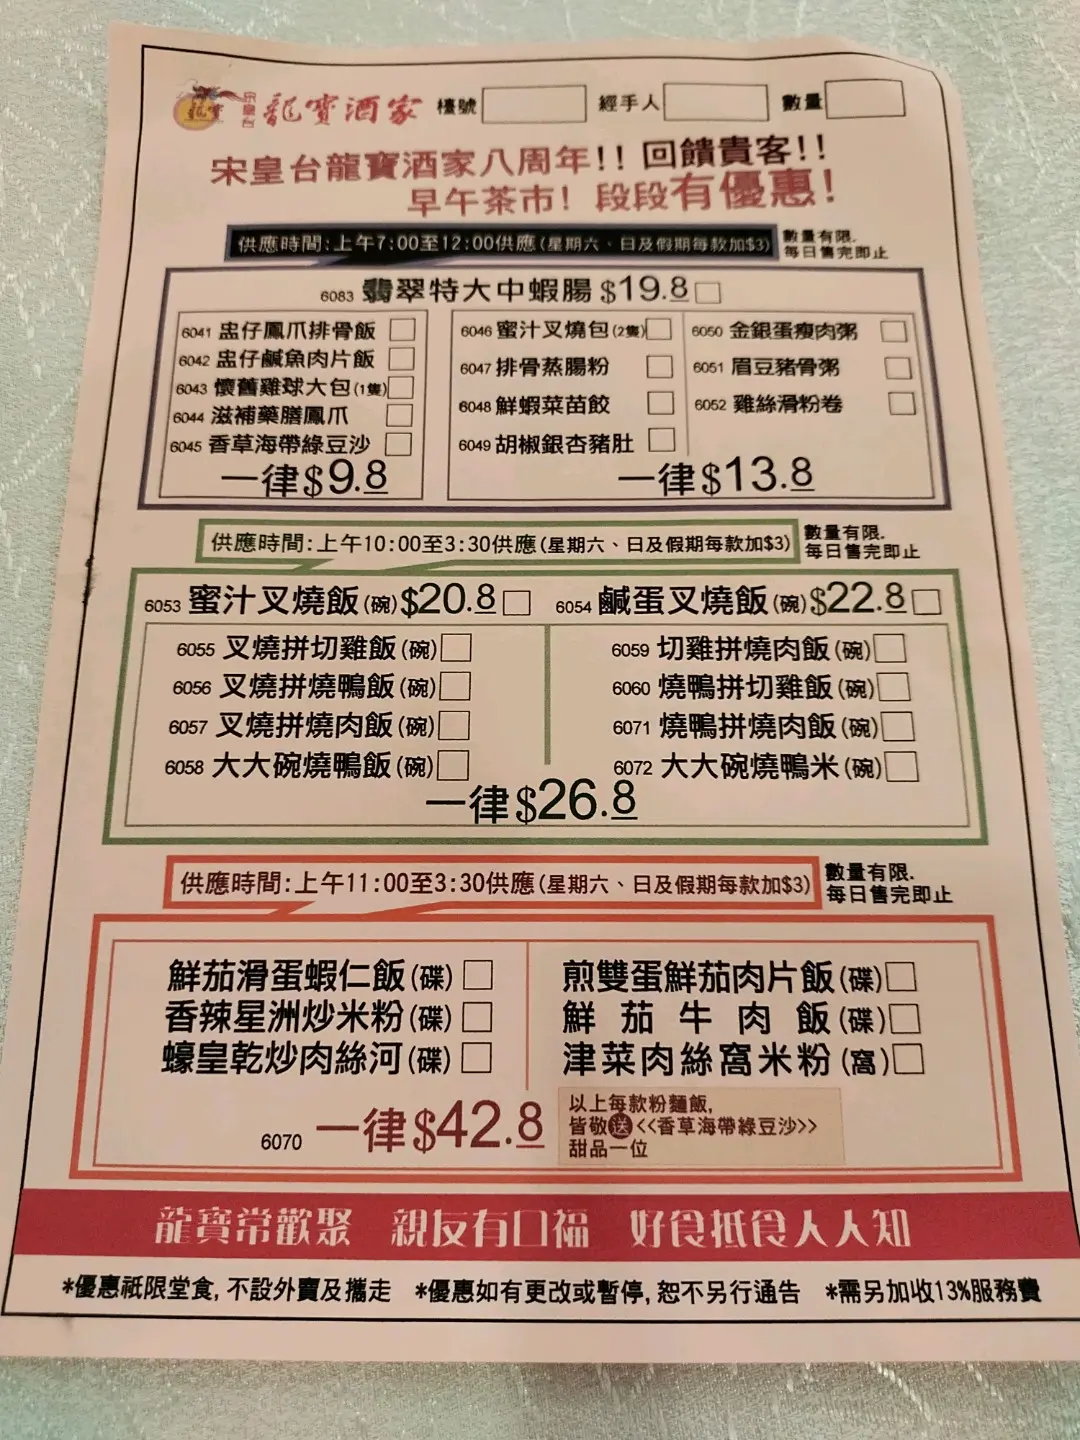 龍寶
宋皇台
龍寶酒家 檯號 經手人 數量
宋皇台龍寶酒家八周年!! 回饋貴客!!
早午茶市! 段段有優惠!
供應時間:上午7:00至12:00供應(星期六、日及假期每款加$3) 數量有限.
每日售完即止
6083 翡翠特大中蝦腸 $19.8
6041 盅仔鳳爪排骨飯
6042 盅仔鹹魚肉片飯
6043 懷舊雞球大包(1隻)
6044 滋補藥膳鳳爪
6045 香草海帶綠豆沙
一律$9.8
6046 蜜汁叉燒包(2隻)
6047 排骨蒸腸粉
6048 鮮蝦菜苗餃
6049 胡椒銀杏豬肚
6050 金銀蛋瘦肉粥
6051 眉豆豬骨粥
6052 雞絲滑粉卷
一律$13.8
供應時間:上午10:00至3:30供應(星期六、日及假期每款加$3) 數量有限.
每日售完即止
6053 蜜汁叉燒飯(碗)$20.8 6054 鹹蛋叉燒飯(碗)$22.8
6055 叉燒拼切雞飯(碗)
6056 叉燒拼燒鴨飯(碗)
6057 叉燒拼燒肉飯(碗)
6058 大大碗燒鴨飯(碗)
6059 切雞拼燒肉飯(碗)
6060 燒鴨拼切雞飯(碗)
6071 燒鴨拼燒肉飯(碗)
6072 大大碗燒鴨米(碗)
一律$26.8
供應時間:上午11:00至3:30供應(星期六、日及假期每款加$3) 數量有限.
每日售完即止
鮮茄滑蛋蝦仁飯(碟)
香辣星洲炒米粉(碟)
蠔皇乾炒肉絲河(碟)
煎雙蛋鮮茄肉片飯(碟)
鮮茄牛肉飯(碟)
津菜肉絲窩米粉(窩)
6070 一律$42.8
以上每款粉麵飯,
皆敬送<<香草海帶綠豆沙>>
甜品一位
龍寶常歡聚 親友有口福 好食抵食人人知
*優惠祇限堂食, 不設外賣及攜走 *優惠如有更改或暫停, 恕不另行通告 *需另加收13%服務費